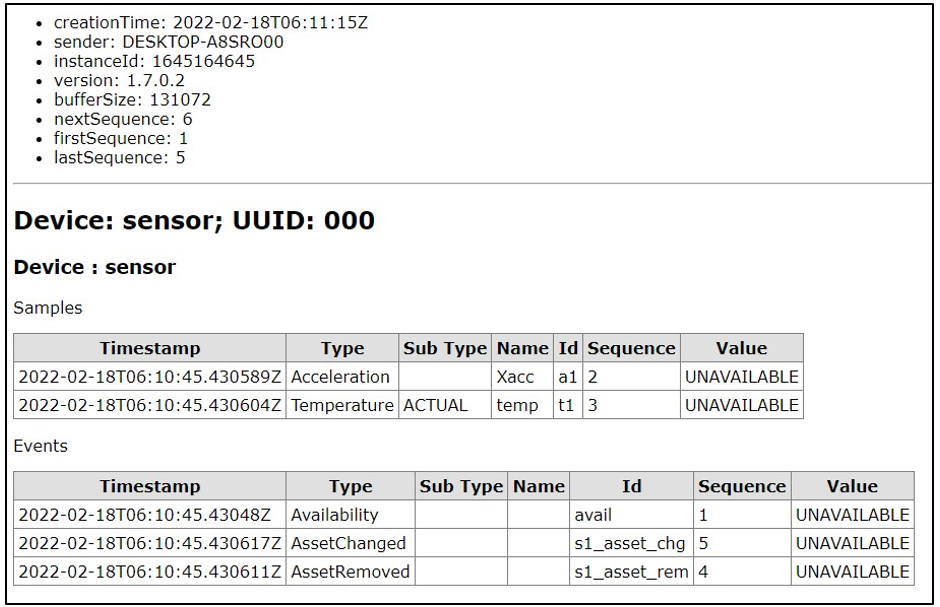 creationTime: 2022-02-18T06:11:15Z
sender: DESKTOP-A8SRO00
instanceId: 1645164645
version: 1.7.0.2
bufferSize: 131072
nextSequence: 6
firstSequence: 1
lastSequence: 5
Device: sensor; UUID: 000
Device : sensor
Samples
Timestamp Type Sub Type Name Id Sequence Value
2022-02-18T06:10:45.430589Z Acceleration Xacc a1 2 UNAVAILABLE
2022-02-18T06:10:45.430604Z Temperature ACTUAL temp t1 3 UNAVAILABLE
Events
Timestamp Type Sub Type Name Id Sequence Value
2022-02-18T06:10:45.43048Z Availability avail 1 UNAVAILABLE
2022-02-18T06:10:45.430617Z AssetChanged s1_asset_chg 5 UNAVAILABLE
2022-02-18T06:10:45.430611Z AssetRemoved s1_asset_rem 4 UNAVAILABLE